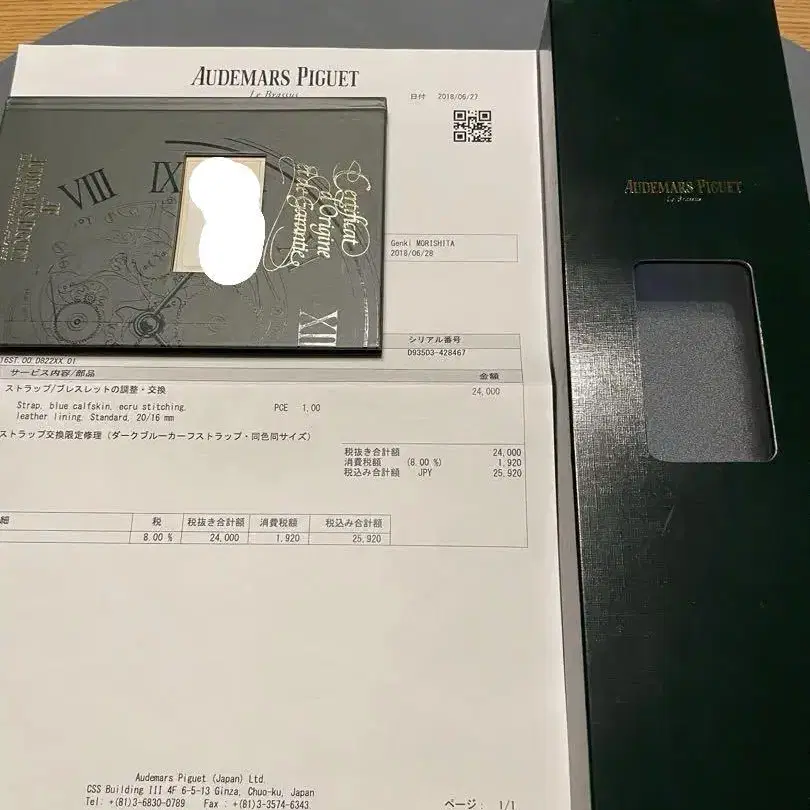 AUDEMARS PIGUET
Le Brassus
日付 2018/06/27
VIII
IX
XII
Certificat
d'Origine
et de garantie
Genki MORISHITA
2018/06/28
シリアル番号
D93503-428467
16ST.OO.D822XX.01
サービス内容/部品
金額
ストラップ/ブレスレットの調整・交換
24,000
Strap, blue calfskin, ecru stitching,
leather lining. Standard, 20/16 mm
PCE 1.00
ストラップ交換限定修理（ダークブルーカーフストラップ・同色同サイズ）
税抜き合計額 24,000
消費税額 (8.00 %) 1,920
税込み合計額 JPY 25,920
細 税 税抜き合計額 消費税額 税込み合計額
8.00 % 24,000 1,920 25,920
Audemars Piguet (Japan) Ltd.
CSS Building III 4F 6-5-13 Ginza, Chuo-ku, Japan
Tel: +(81)3-6830-0789 Fax : +(81)3-3574-6343
ページ: 1/1
AUDEMARS PIGUET
Le Brassus